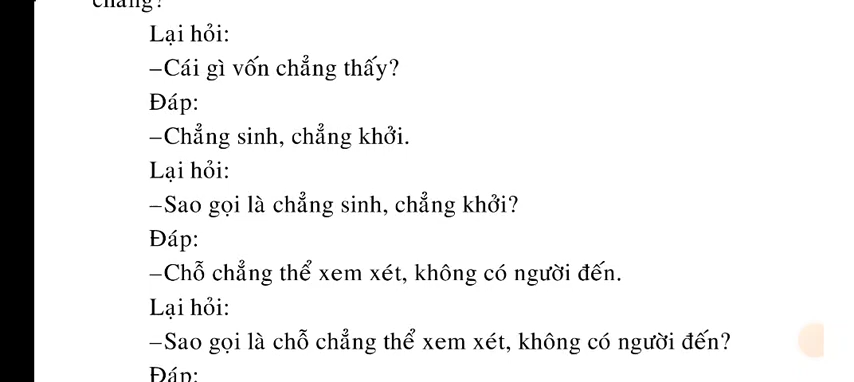 chăng?
Lại hỏi:
–Cái gì vốn chẳng thấy?
Đáp:
–Chẳng sinh, chẳng khởi.
Lại hỏi:
–Sao gọi là chẳng sinh, chẳng khởi?
Đáp:
–Chỗ chẳng thể xem xét, không có người đến.
Lại hỏi:
–Sao gọi là chỗ chẳng thể xem xét, không có người đến?
Đáp: